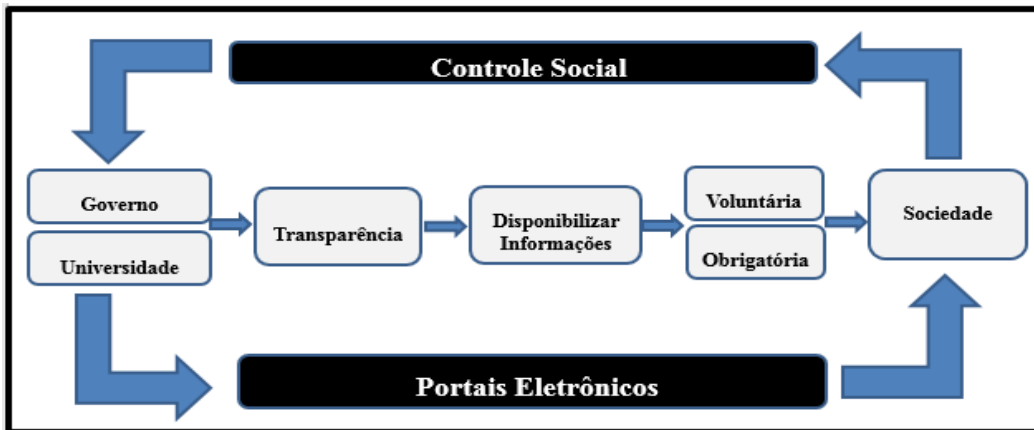 Controle Social
Governo
Universidade
Transparência
Disponibilizar
Informações
Voluntária
Obrigatória
Sociedade
Portais Eletrônicos